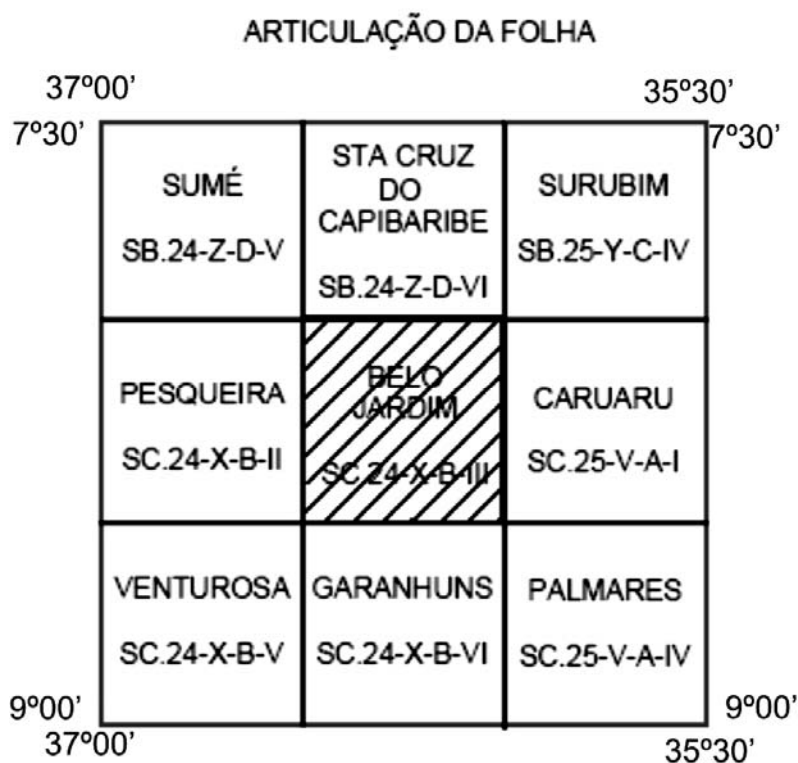 ARTICULAÇÃO DA FOLHA
37º00' 35º30'
7º30' 7º30'
SUMÉ
SB.24-Z-D-V
STA CRUZ
DO
CAPIBARIBE
SB.24-Z-D-VI
SURUBIM
SB.25-Y-C-IV
PESQUEIRA
SC.24-X-B-II
BELO
JARDIM
SC.24-X-B-III
CARUARU
SC.25-V-A-I
VENTUROSA
SC.24-X-B-V
GARANHUNS
SC.24-X-B-VI
PALMARES
SC.25-V-A-IV
9º00' 9º00'
37º00' 35º30'